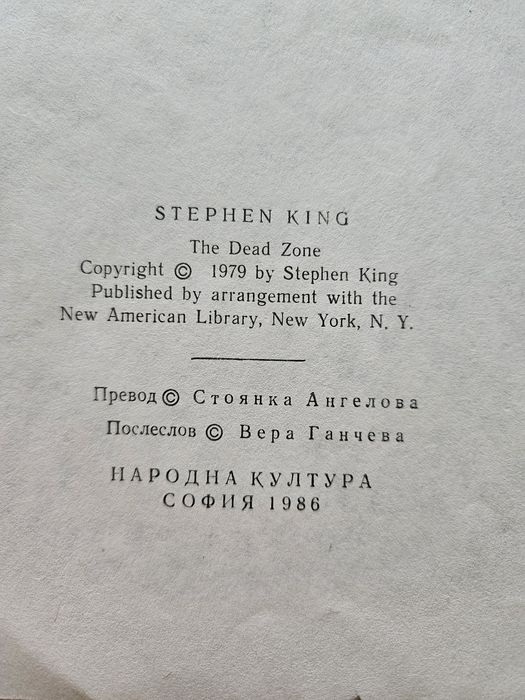 STEPHEN KING
The Dead Zone
Copyright © 1979 by Stephen King
Published by arrangement with the
New American Library, New York, N. Y.
Превод © Стоянка Ангелова
Послеслов © Вера Ганчева
НАРОДНА КУЛТУРА
СОФИЯ 1986